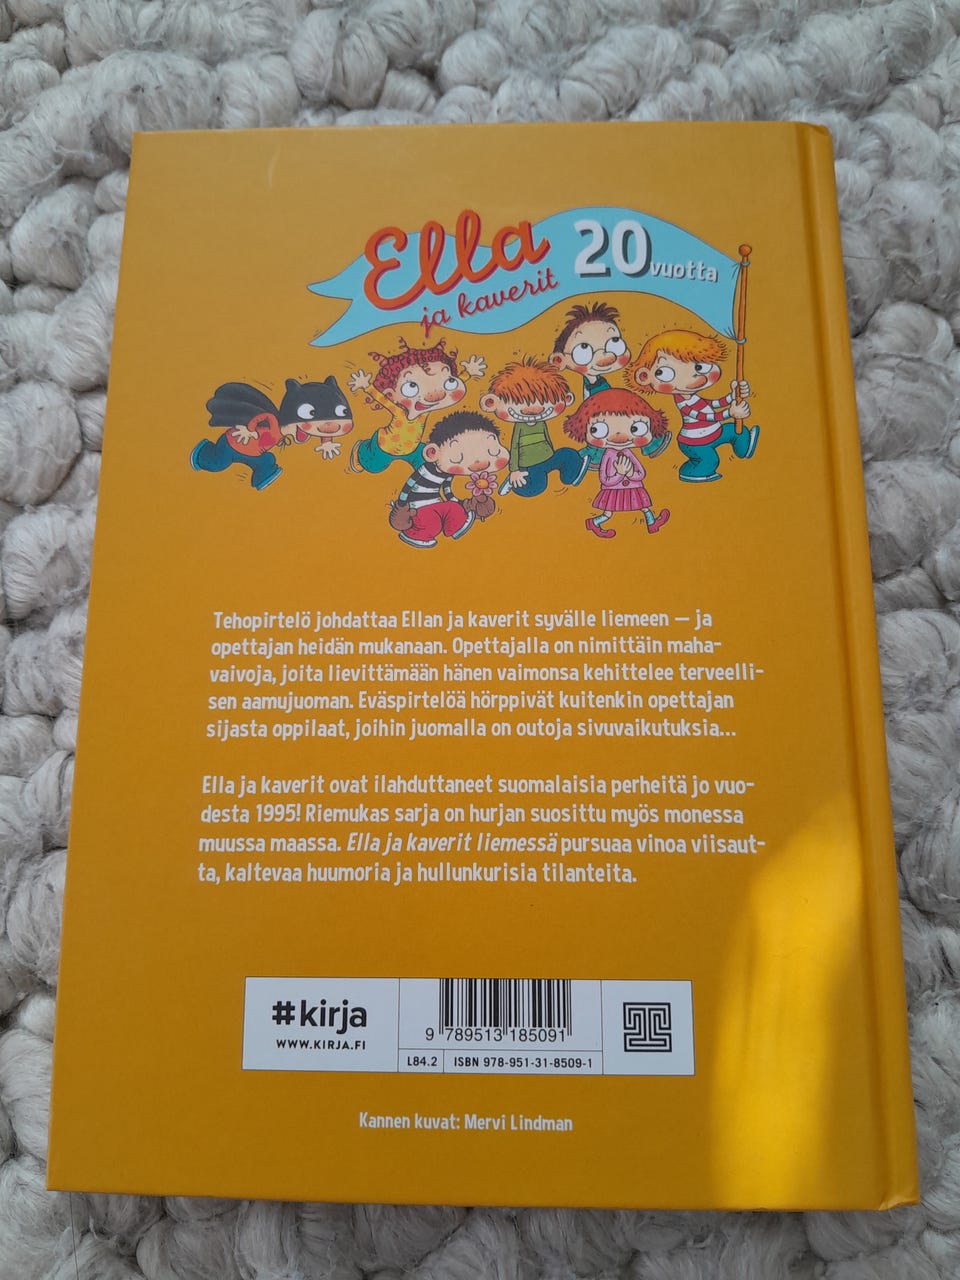 Ella
ja kaverit
20 vuotta
Tehopirtelö johdattaa Ellan ja kaverit syvälle liemeen – ja
opettajan heidän mukanaan. Opettajalla on nimittäin maha-
vaivoja, joita lievittämään hänen vaimonsa kehittelee terveelli-
sen aamujuoman. Eväspirtelöä hörppivät kuitenkin opettajan
sijasta oppilaat, joihin juomalla on outoja sivuvaikutuksia...
Ella ja kaverit ovat ilahduttaneet suomalaisia perheitä jo vuo-
desta 1995! Riemukas sarja on hurjan suosittu myös monessa
muussa maassa. Ella ja kaverit liemessä pursuaa vinoa viisaut-
ta, kaltevaa huumoria ja hullunkurisia tilanteita.
#kirja
WWW.KIRJA.FI
9 789513 185091
L84.2
ISBN 978-951-31-8509-1
Kannen kuvat: Mervi Lindman